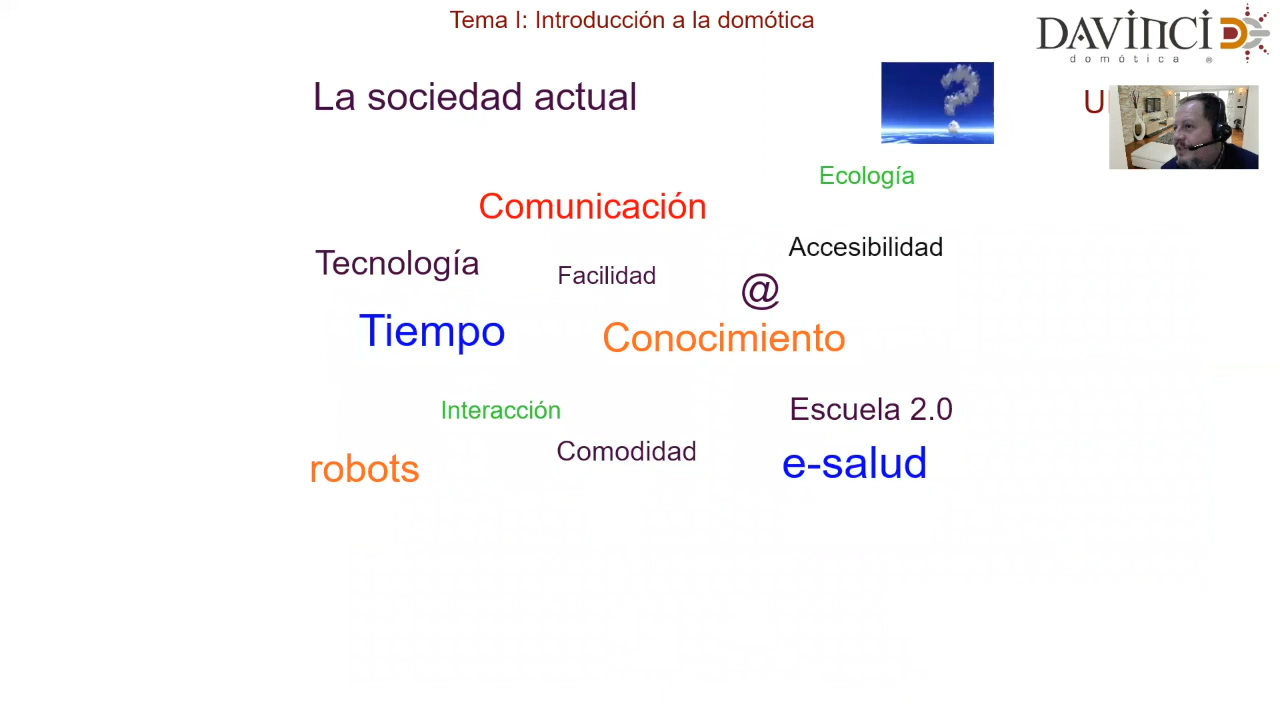 Tema I: Introducción a la domótica
DAVINCI
domótica ®
La sociedad actual
Ecología
Comunicación
Accesibilidad
Tecnología
Facilidad
@
Tiempo
Conocimiento
Interacción
Escuela 2.0
Comodidad
e-salud
robots